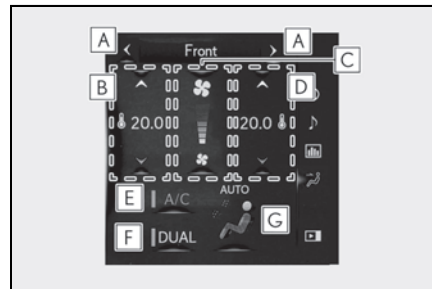 A < Front > A
C
B D
20.0 20.0
AUTO
E A/C
G
F DUAL